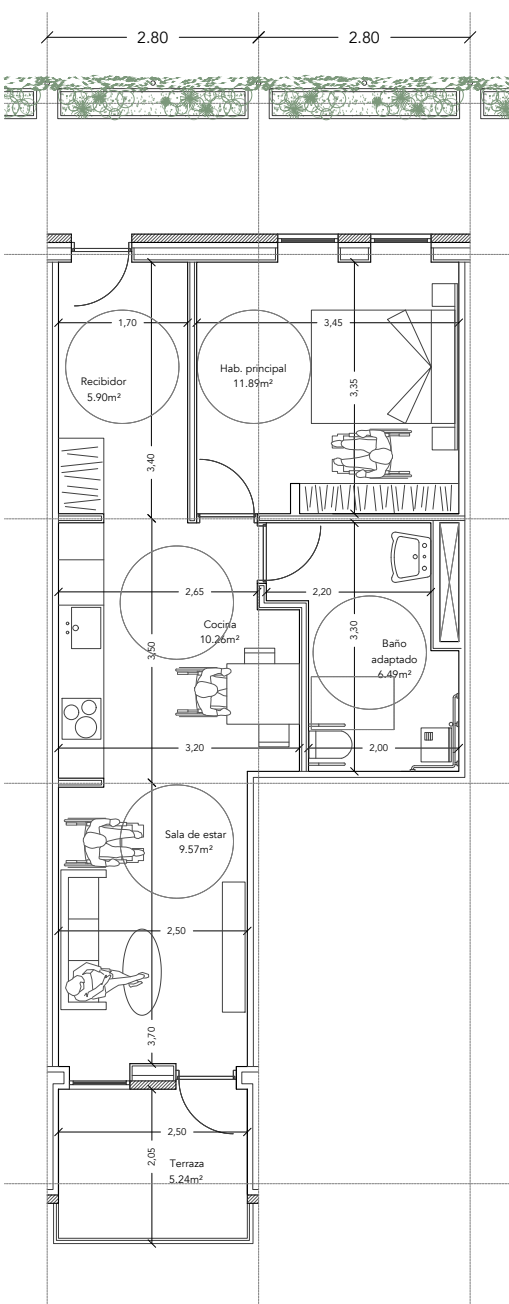 2.80
2.80
1,70
3,45
Hab. principal
11.89m²
Recibidor
5.90m²
3,35
3,40
2,65
2,20
Cocina
10.26m²
3,30
3,50
Baño
adaptado
6.49m²
3,20
2,00
Sala de estar
9.57m²
2,50
3,70
2,50
2,05
Terraza
5.24m²